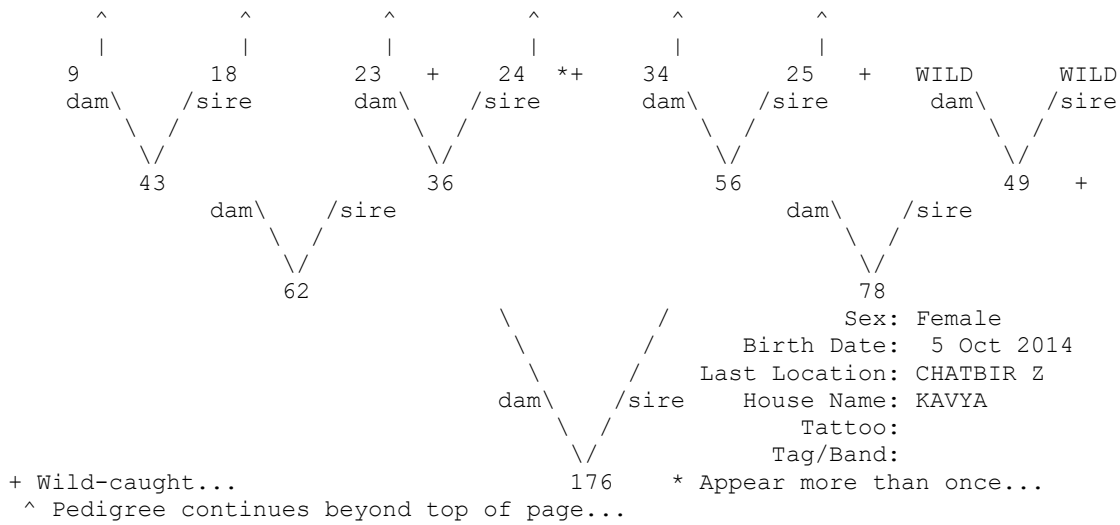 ^ ^ ^ ^ ^ ^
| | | | | |
9 18 23 + 24 *+ 34 25 + WILD WILD
dam\ /sire dam\ /sire dam\ /sire dam\ /sire
\ / \ / \ / \ /
\/ \/ \/ \/
43 36 56 49 +
dam\ /sire dam\ /sire
\ / \ /
\/ \/
62 78
\ / Sex: Female
\ / Birth Date: 5 Oct 2014
\ / Last Location: CHATBIR Z
dam\ /sire House Name: KAVYA
\ / Tattoo:
\/ Tag/Band:
+ Wild-caught... 176 * Appear more than once...
^ Pedigree continues beyond top of page...